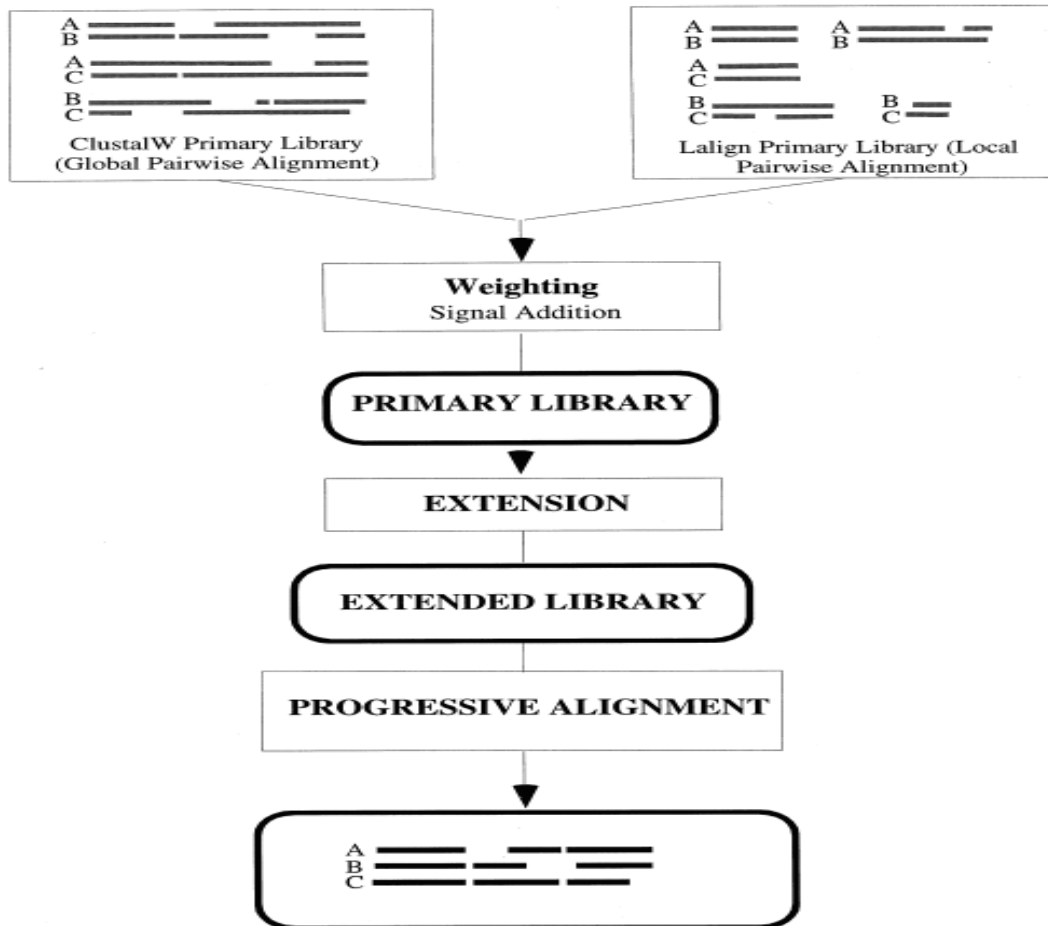 A
B
A
C
B
C
ClustalW Primary Library
(Global Pairwise Alignment)
A
B
A
B
A
C
B
C
B
C
Lalign Primary Library (Local
Pairwise Alignment)
Weighting
Signal Addition
PRIMARY LIBRARY
EXTENSION
EXTENDED LIBRARY
PROGRESSIVE ALIGNMENT
A
B
C